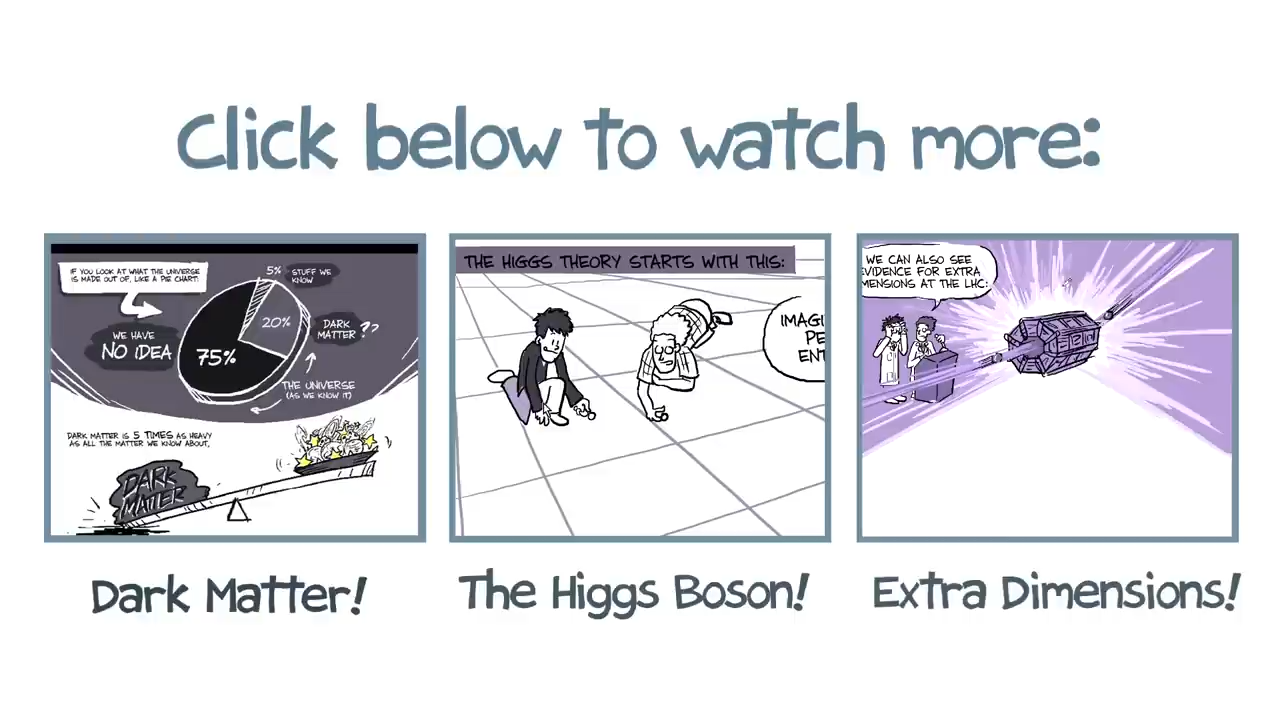 Click below to watch more:
IF YOU LOOK AT WHAT THE UNIVERSE
IS MADE OUT OF, LIKE A PIE CHART:
5%
STUFF WE
KNOW
WE HAVE
NO IDEA
75%
20%
DARK
MATTER ??
THE UNIVERSE
(AS WE KNOW IT)
DARK MATTER IS 5 TIMES AS HEAVY
AS ALL THE MATTER WE KNOW ABOUT,
DARK
MATTER
THE HIGGS THEORY STARTS WITH THIS:
IMAGI
PE
ENT
WE CAN ALSO SEE
EVIDENCE FOR EXTRA
MENSIONS AT THE LHC:
Dark Matter!
The Higgs Boson!
Extra Dimensions!